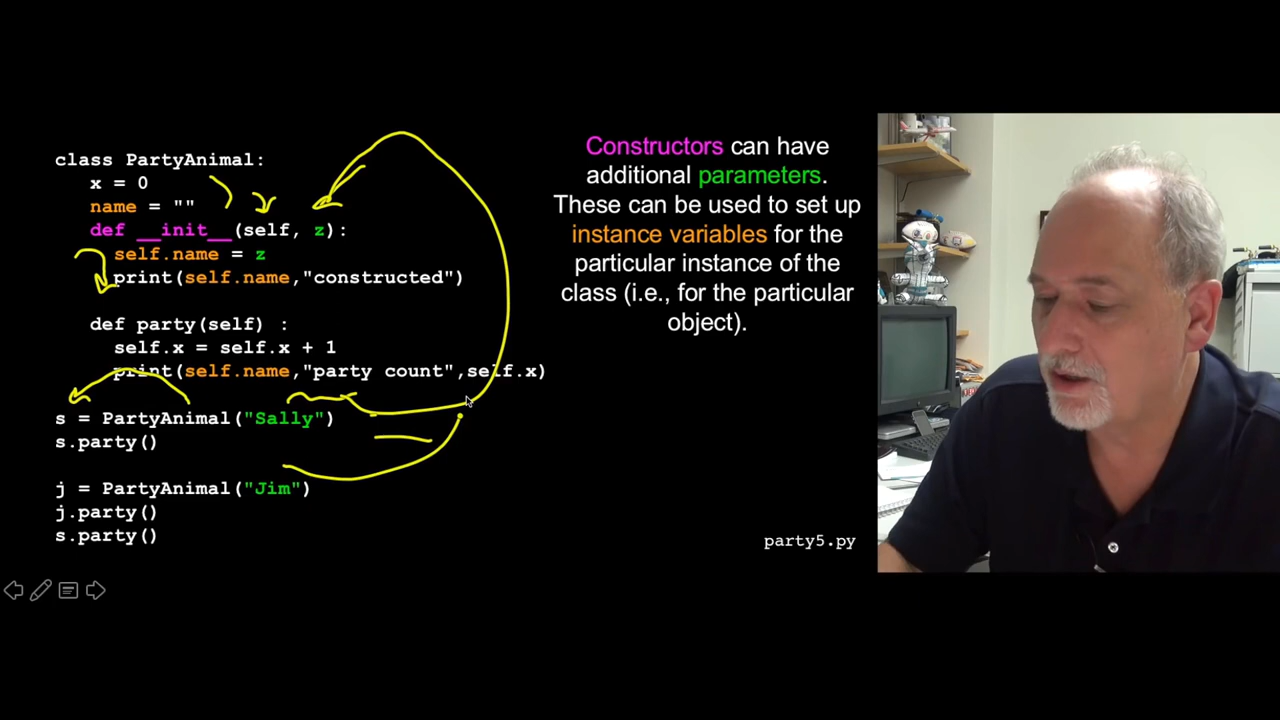 class PartyAnimal:
x = 0
name = ""
def __init__(self, z):
self.name = z
print(self.name,"constructed")
def party(self) :
self.x = self.x + 1
print(self.name,"party count",self.x)
s = PartyAnimal("Sally")
s.party()
j = PartyAnimal("Jim")
j.party()
s.party()
Constructors can have
additional parameters.
These can be used to set up
instance variables for the
particular instance of the
class (i.e., for the particular
object).
party5.py